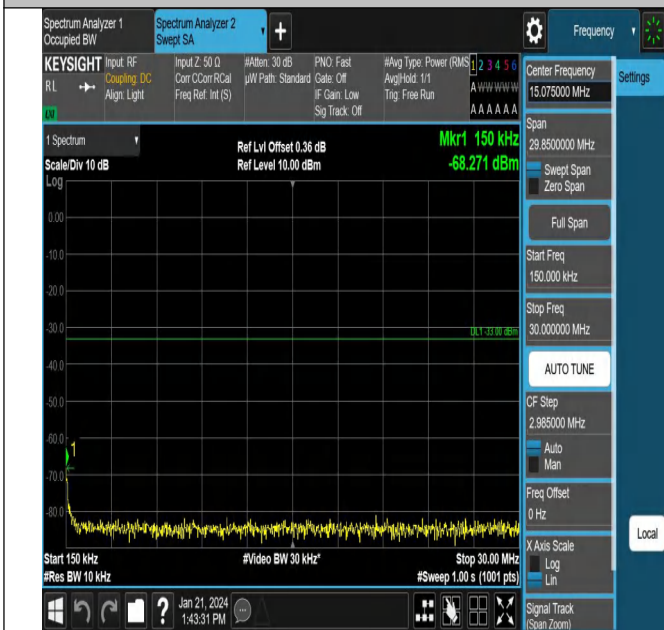 Spectrum Analyzer 1
Occupied BW
Spectrum Analyzer 2
Swept SA
+
Frequency
KEYSIGHT
RL
Input: RF
Coupling: DC
Align: Light
Input Z: 50 Ω
Corr CCorr RCal
Freq Ref: Int (S)
#Atten: 30 dB
µW Path: Standard
PNO: Fast
Gate: Off
IF Gain: Low
Sig Track: Off
#Avg Type: Power (RMS
Avg|Hold: 1/1
Trig: Free Run
1 2 3 4 5 6
A W W W W W
A A A A A A
1 Spectrum
Scale/Div 10 dB
Log
Ref Lvl Offset 0.36 dB
Ref Level 10.00 dBm
Mkr1 150 kHz
-68.271 dBm
0.00
-10.0
-20.0
-30.0
-40.0
-50.0
-60.0
-70.0
-80.0
DL1 -33.00 dBm
1
Start 150 kHz
#Res BW 10 kHz
#Video BW 30 kHz*
Stop 30.00 MHz
#Sweep 1.00 s (1001 pts)
Center Frequency
15.075000 MHz
Settings
Span
29.8500000 MHz
Swept Span
Zero Span
Full Span
Start Freq
150.000 kHz
Stop Freq
30.000000 MHz
AUTO TUNE
CF Step
2.985000 MHz
Auto
Man
Freq Offset
0 Hz
X Axis Scale
Log
Lin
Local
Signal Track
(Span Zoom)
?
Jan 21, 2024
1:43:31 PM